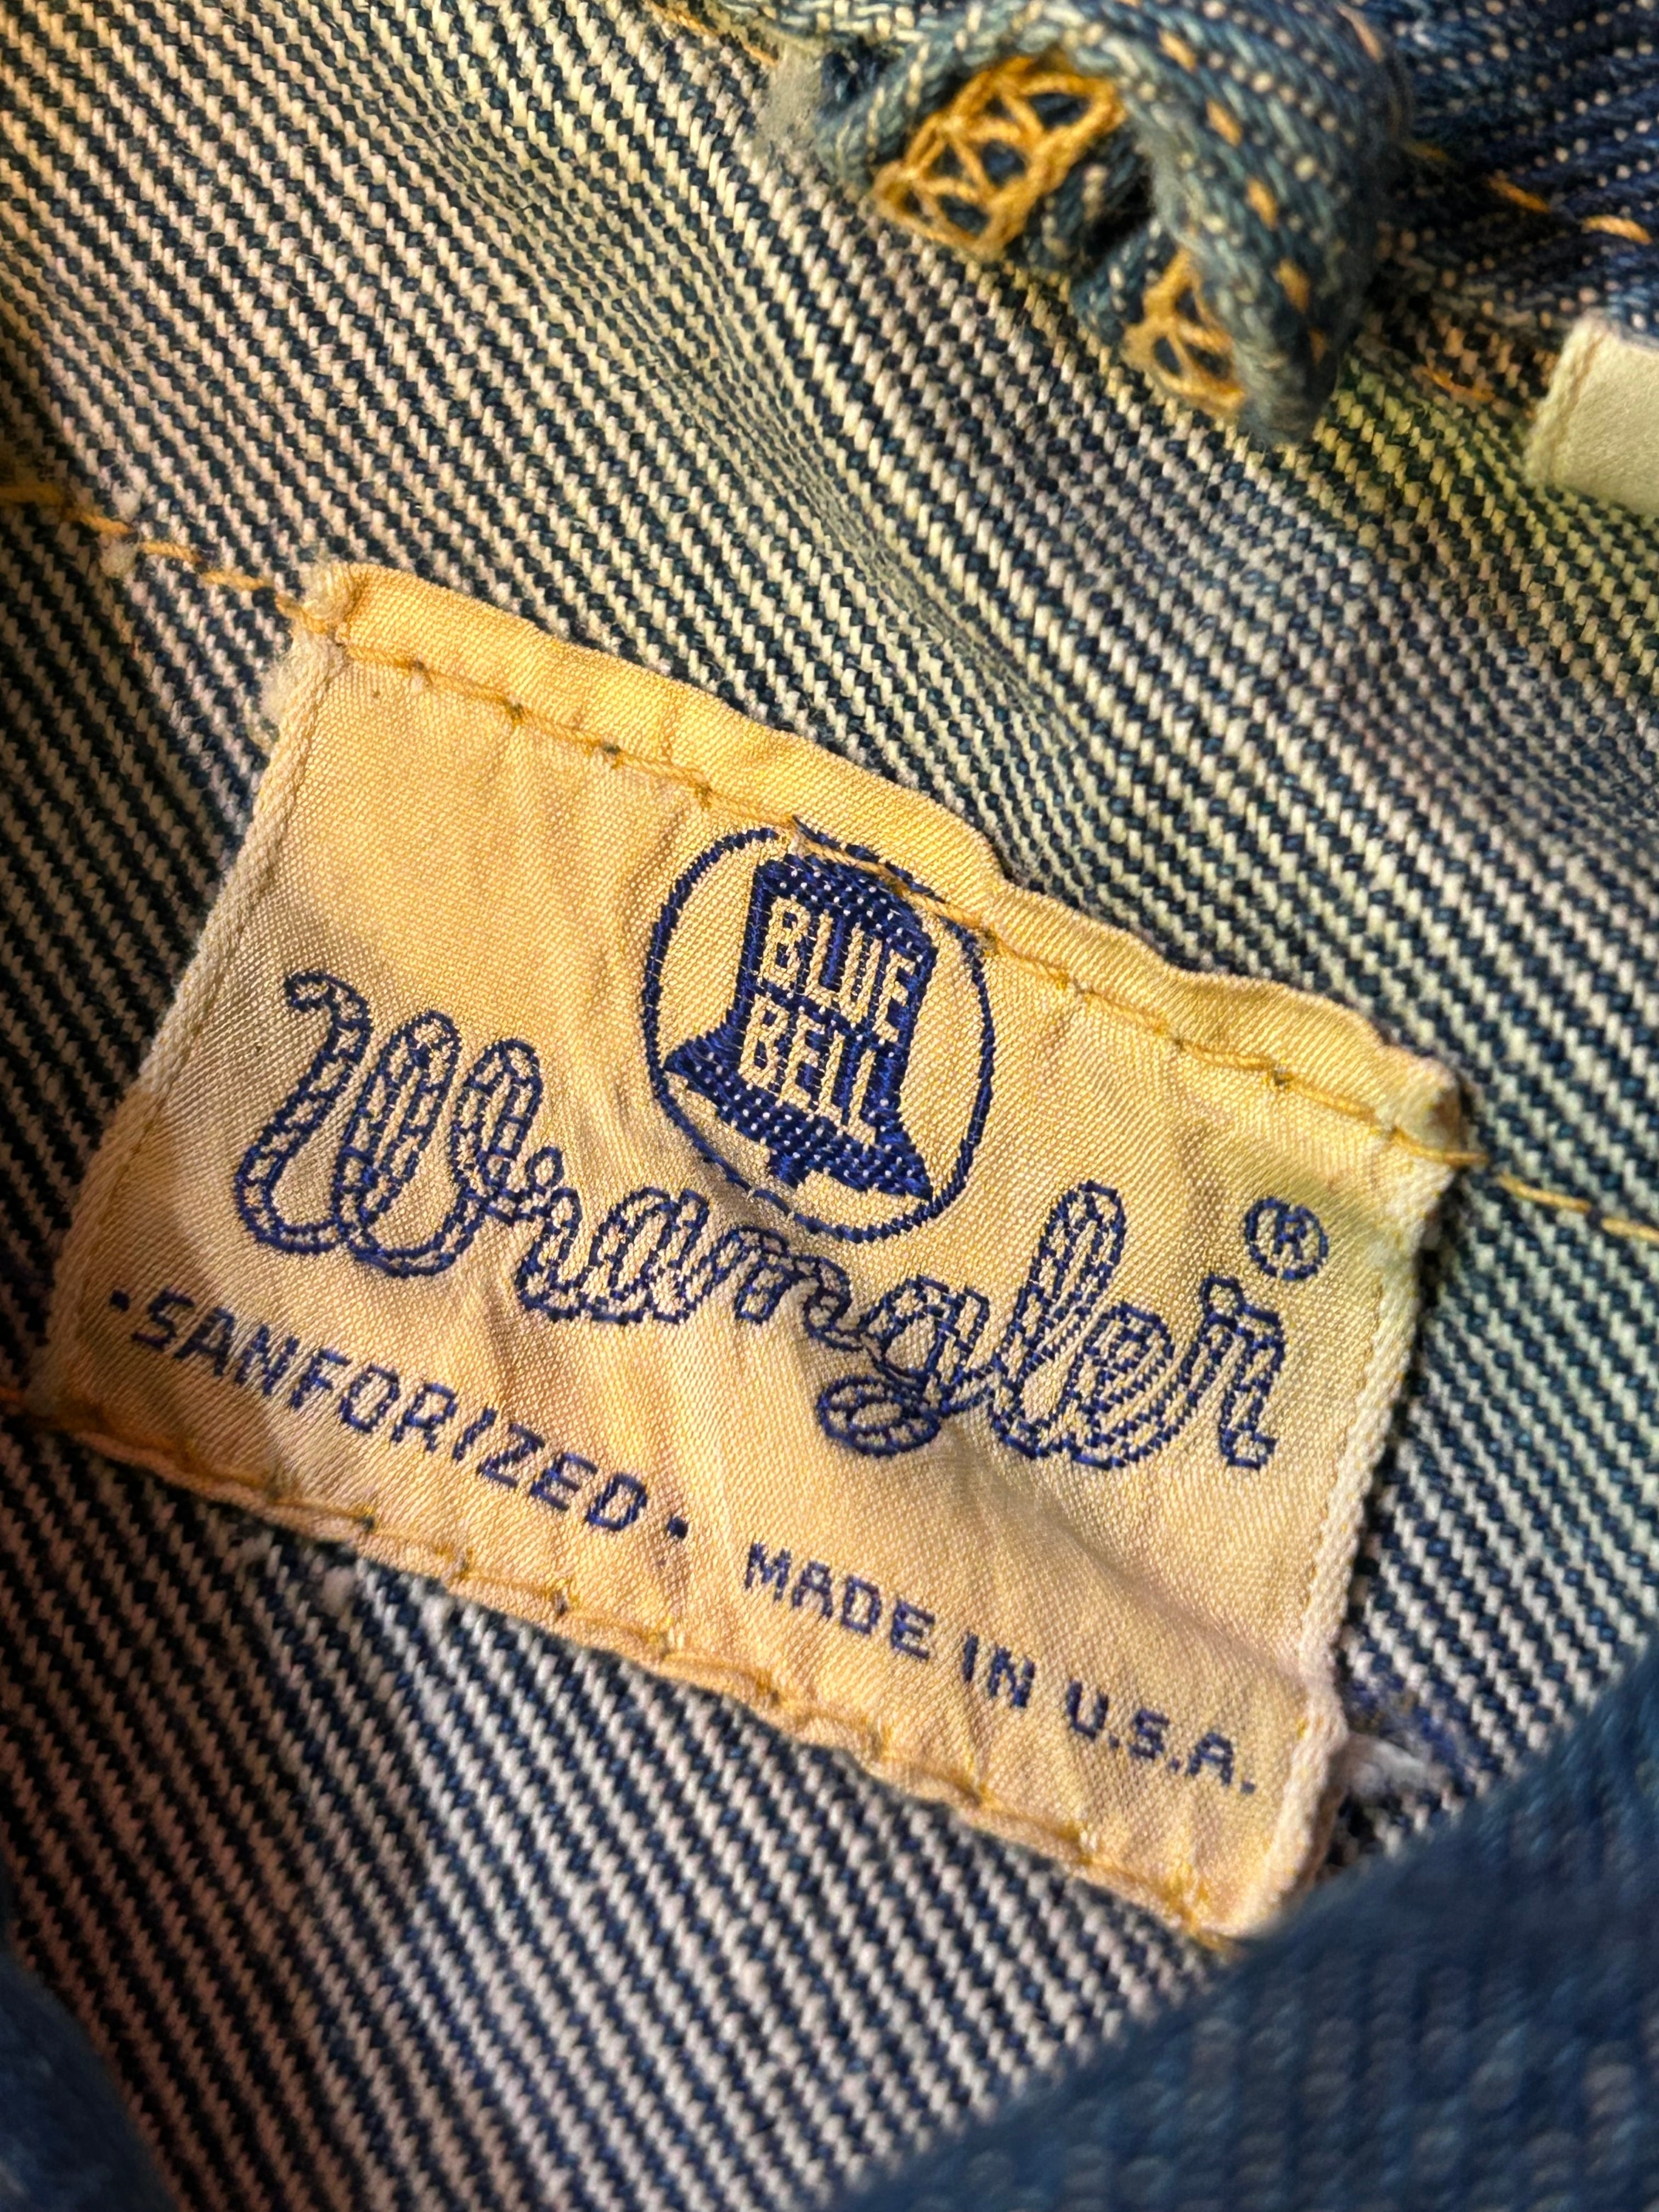 BLUE
BELL
Wrangler®
·SANFORIZED· MADE IN U.S.A.